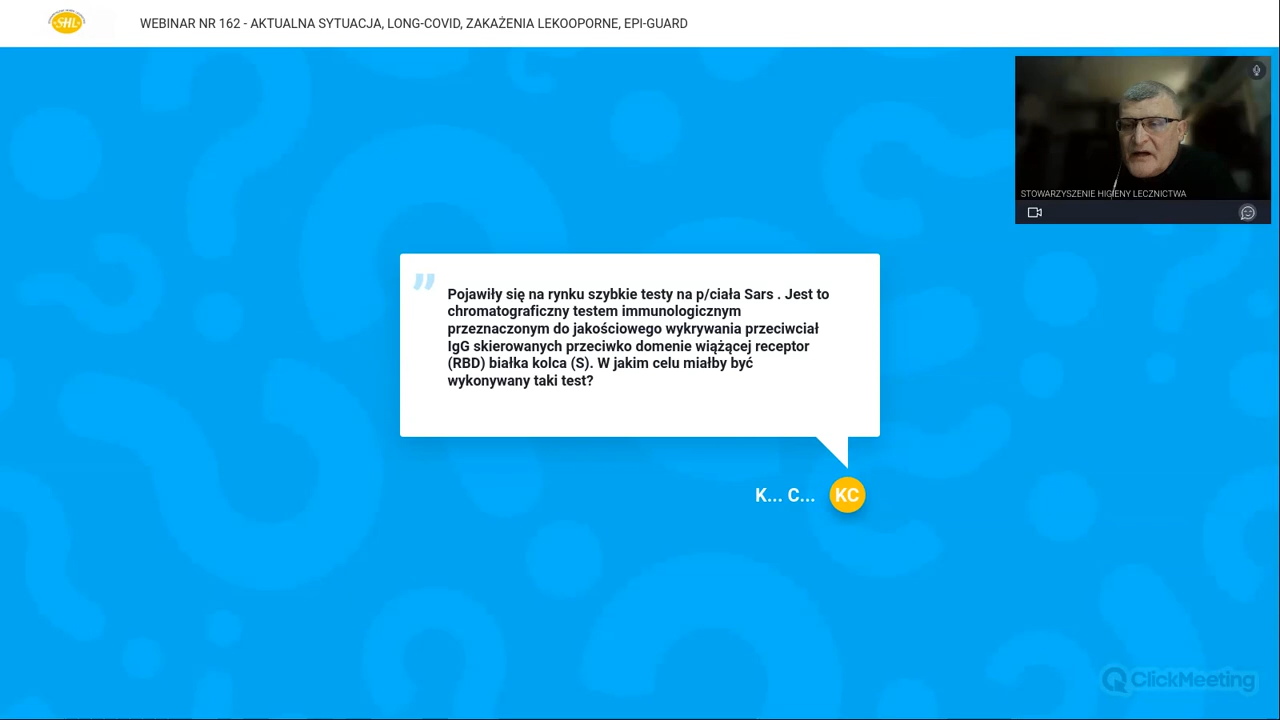 SHL
WEBINAR NR 162 - AKTUALNA SYTUACJA, LONG-COVID, ZAKAŻENIA LEKOOPORNE, EPI-GUARD
STOWARZYSZENIE HIGIENY LECZNICTWA
Pojawiły się na rynku szybkie testy na p/ciała Sars . Jest to
chromatograficzny testem immunologicznym
przeznaczonym do jakościowego wykrywania przeciwciał
IgG skierowanych przeciwko domenie wiążącej receptor
(RBD) białka kolca (S). W jakim celu miałby być
wykonywany taki test?
K... C... KC
ClickMeeting